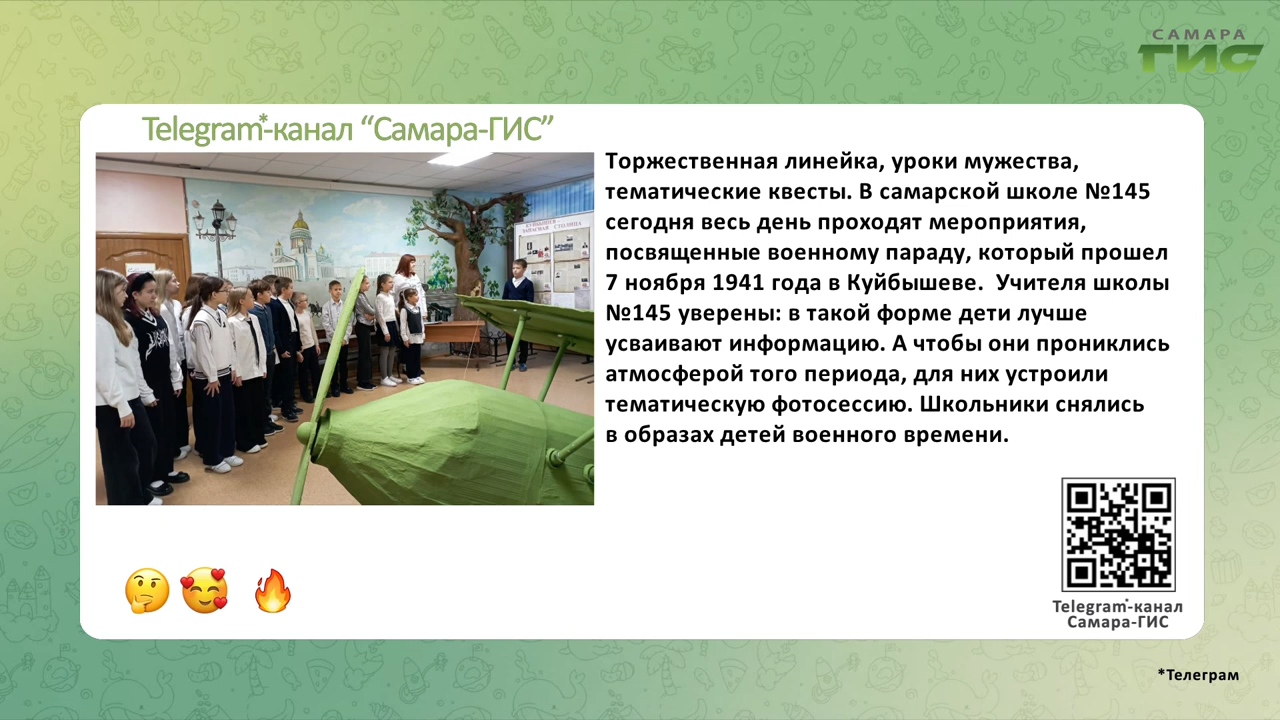 САМАРА
ГИС
Telegram*-канал “Самара-ГИС”
Торжественная линейка, уроки мужества,
тематические квесты. В самарской школе №145
сегодня весь день проходят мероприятия,
посвященные военному параду, который прошел
7 ноября 1941 года в Куйбышеве. Учителя школы
№145 уверены: в такой форме дети лучше
усваивают информацию. А чтобы они прониклись
атмосферой того периода, для них устроили
тематическую фотосессию. Школьники снялись
в образах детей военного времени.
КУЙБЫШЕВ -
ЗАПАСНАЯ СТОЛИЦА
Telegram*-канал
Самара-ГИС
*Телеграм